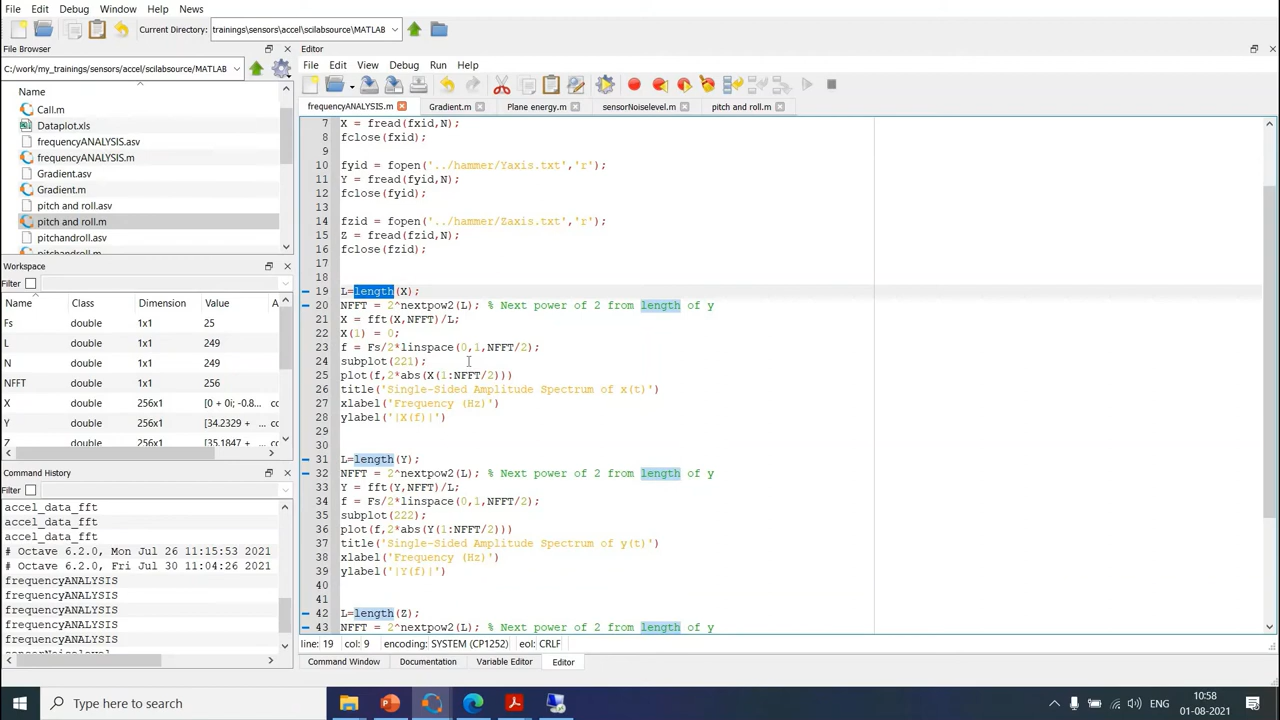 File Edit Debug Window Help News
Current Directory: trainings\sensors\accel\scilabsource\MATLAB
File Browser
C:/work/my_trainings/sensors/accel/scilabsource/MATLAB
Name
Call.m
Dataplot.xls
frequencyANALYSIS.asv
frequencyANALYSIS.m
Gradient.asv
Gradient.m
pitch and roll.asv
pitch and roll.m
pitchandroll.asv
pitchandroll.m
Workspace
Filter
Name Class Dimension Value A
Fs double 1x1 25
L double 1x1 249
N double 1x1 249
NFFT double 1x1 256
X double 256x1 [0 + 0i; -0.8...
Y double 256x1 [34.2329 + ...
Z double 256x1 [35.1847 + ...
Command History
Filter
accel_data_fft
accel_data_fft
accel_data_fft
# Octave 6.2.0, Mon Jul 26 11:15:53 2021
# Octave 6.2.0, Fri Jul 30 11:04:26 2021
frequencyANALYSIS
frequencyANALYSIS
frequencyANALYSIS
frequencyANALYSIS
frequencyANALYSIS
Editor
File Edit View Debug Run Help
frequencyANALYSIS.m Gradient.m Plane energy.m sensorNoiselevel.m pitch and roll.m
7 X = fread(fxid,N);
8 fclose(fxid);
9
10 fyid = fopen('../hammer/Yaxis.txt','r');
11 Y = fread(fyid,N);
12 fclose(fyid);
13
14 fzid = fopen('../hammer/Zaxis.txt','r');
15 Z = fread(fzid,N);
16 fclose(fzid);
17
18
19 L=length(X);
20 NFFT = 2^nextpow2(L); % Next power of 2 from length of y
21 X = fft(X,NFFT)/L;
22 X(1) = 0;
23 f = Fs/2*linspace(0,1,NFFT/2);
24 subplot(221);
25 plot(f,2*abs(X(1:NFFT/2)))
26 title('Single-Sided Amplitude Spectrum of x(t)')
27 xlabel('Frequency (Hz)')
28 ylabel('|X(f)|')
29
30
31 L=length(Y);
32 NFFT = 2^nextpow2(L); % Next power of 2 from length of y
33 Y = fft(Y,NFFT)/L;
34 f = Fs/2*linspace(0,1,NFFT/2);
35 subplot(222);
36 plot(f,2*abs(Y(1:NFFT/2)))
37 title('Single-Sided Amplitude Spectrum of y(t)')
38 xlabel('Frequency (Hz)')
39 ylabel('|Y(f)|')
40
41
42 L=length(Z);
43 NFFT = 2^nextpow2(L); % Next power of 2 from length of y
line: 19 col: 9 encoding: SYSTEM (CP1252) eol: CRLF
Command Window Documentation Variable Editor Editor
Type here to search
ENG
10:58
01-08-2021